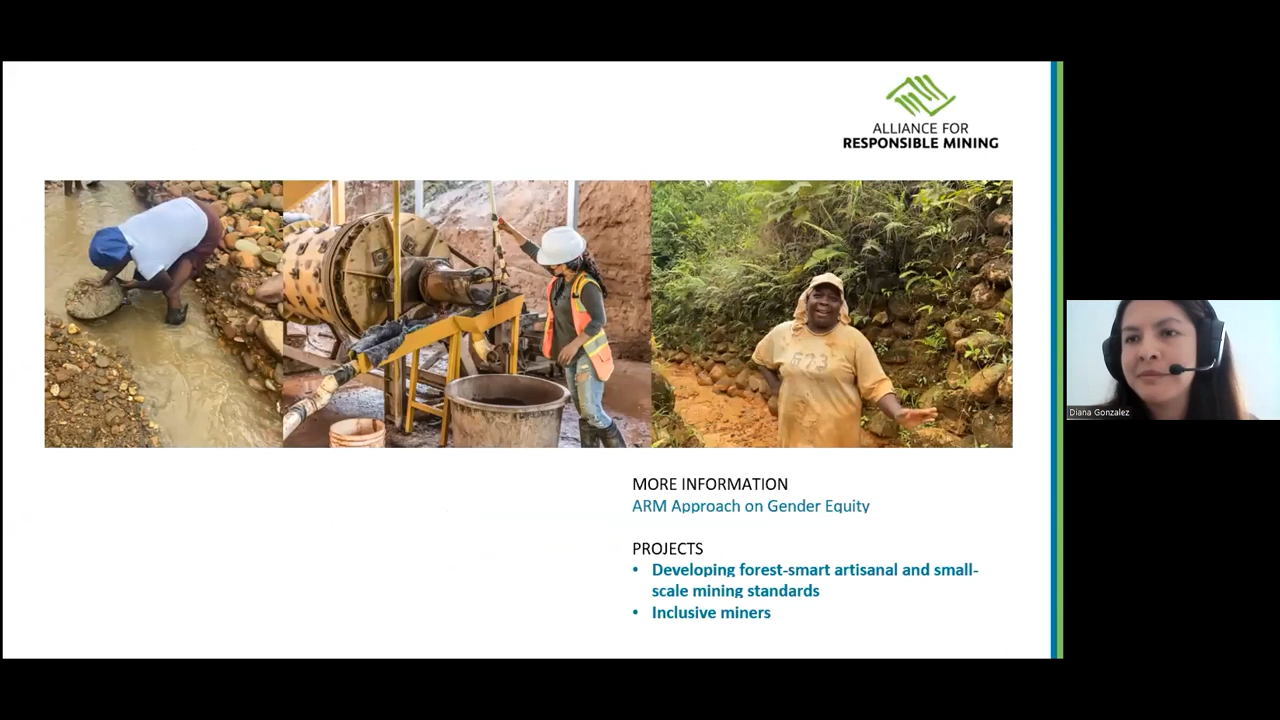 ALLIANCE FOR
RESPONSIBLE MINING
MORE INFORMATION
ARM Approach on Gender Equity
PROJECTS
• Developing forest-smart artisanal and small-
scale mining standards
• Inclusive miners
Diana Gonzalez